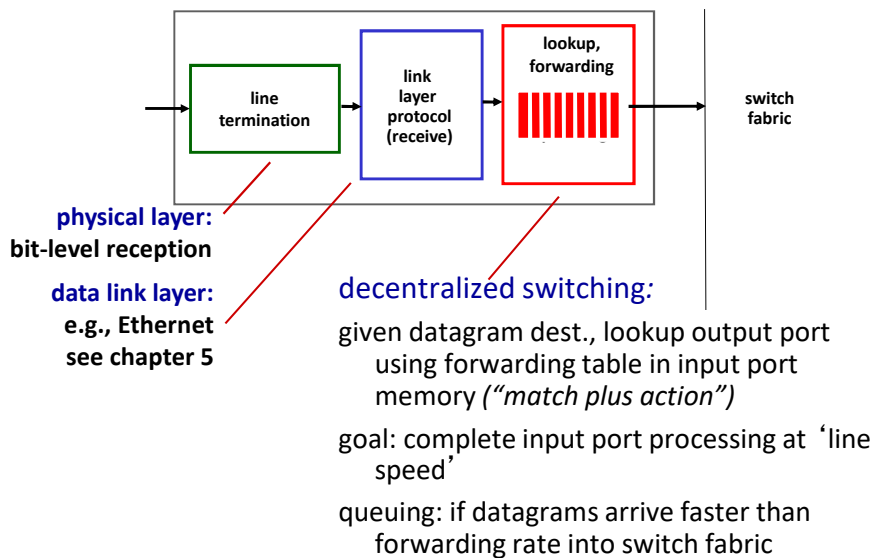 line
termination
link
layer
protocol
(receive)
lookup,
forwarding
switch
fabric
physical layer:
bit-level reception
data link layer:
e.g., Ethernet
see chapter 5
decentralized switching:
given datagram dest., lookup output port
using forwarding table in input port
memory (“match plus action”)
goal: complete input port processing at ‘line
speed’
queuing: if datagrams arrive faster than
forwarding rate into switch fabric